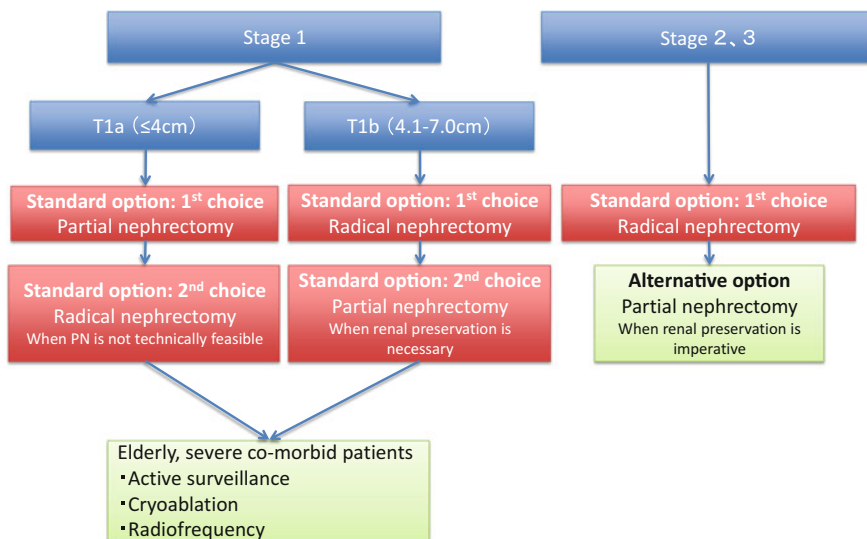 Stage 1
Stage 2、3
T1a（≤4cm）
T1b（4.1-7.0cm）
Standard option: 1st choice
Partial nephrectomy
Standard option: 1st choice
Radical nephrectomy
Standard option: 1st choice
Radical nephrectomy
Standard option: 2nd choice
Radical nephrectomy
When PN is not technically feasible
Standard option: 2nd choice
Partial nephrectomy
When renal preservation is
necessary
Alternative option
Partial nephrectomy
When renal preservation is
imperative
Elderly, severe co-morbid patients
・Active surveillance
・Cryoablation
・Radiofrequency